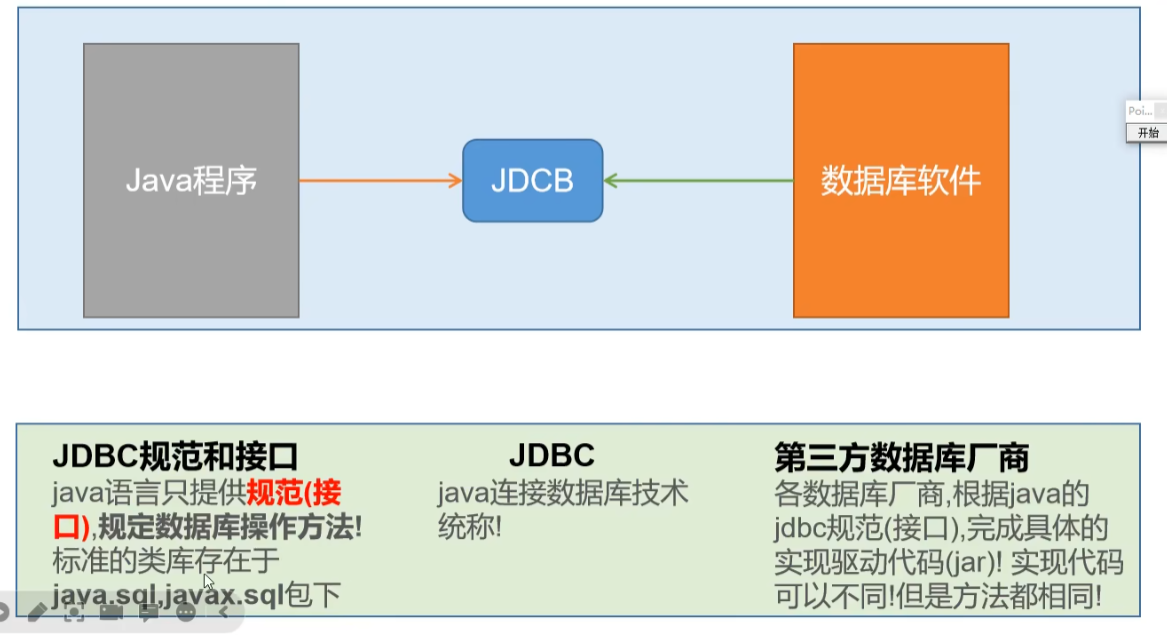 Java程序
JDCB
数据库软件
Poi...
开始
JDBC规范和接口
java语言只提供规范(接
口),规定数据库操作方法!
标准的类库存在于
java.sql,javax.sql包下
JDBC
java连接数据库技术
统称!
第三方数据库厂商
各数据库厂商,根据java的
jdbc规范(接口),完成具体的
实现驱动代码(jar)! 实现代码
可以不同!但是方法都相同!